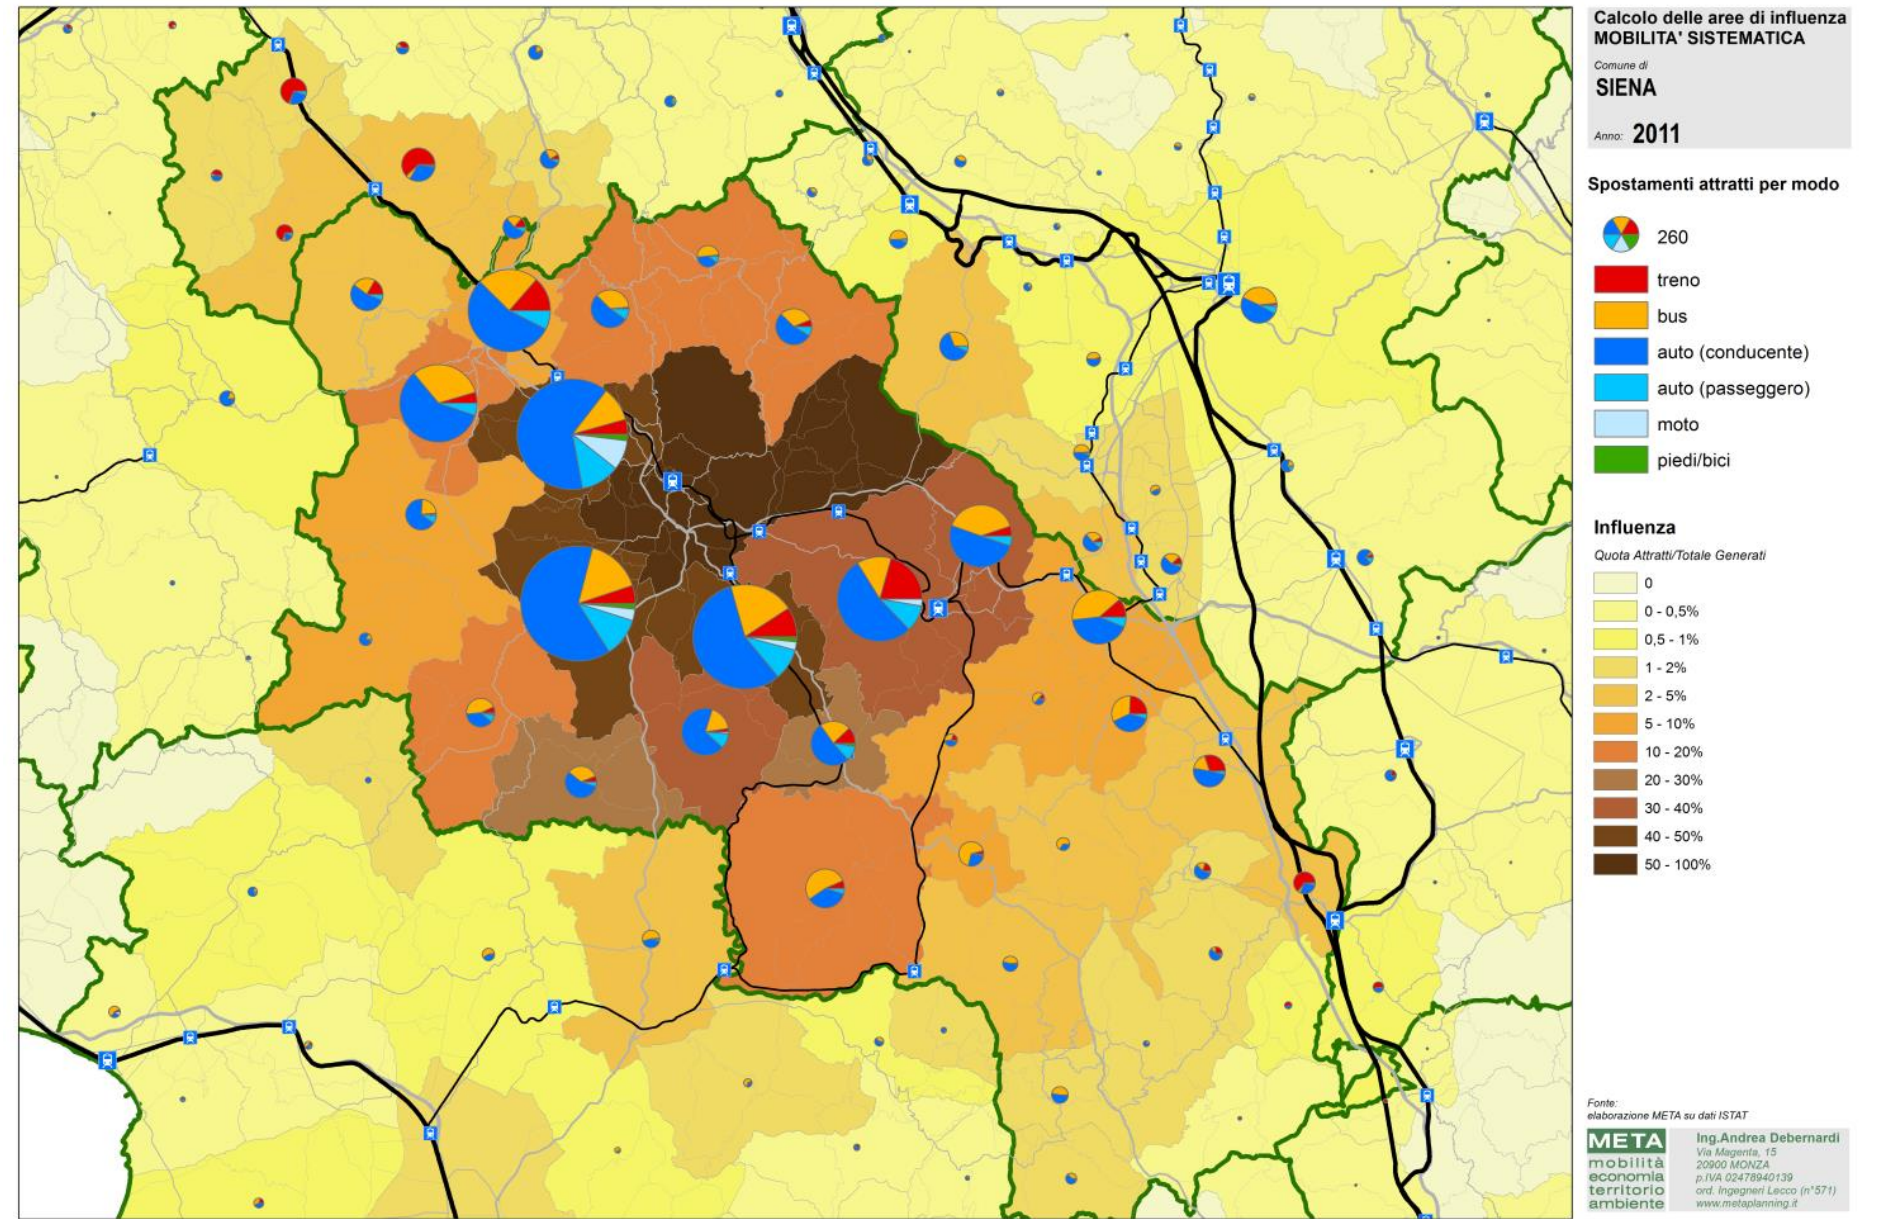 Calcolo delle aree di influenza
MOBILITA' SISTEMATICA
Comune di
SIENA
Anno: 2011
Spostamenti attratti per modo
260
treno
bus
auto (conducente)
auto (passeggero)
moto
piedi/bici
Influenza
Quota Attratti/Totale Generati
0
0 - 0,5%
0,5 - 1%
1 - 2%
2 - 5%
5 - 10%
10 - 20%
20 - 30%
30 - 40%
40 - 50%
50 - 100%
Fonte:
elaborazione META su dati ISTAT
META
mobilità
economia
territorio
ambiente
Ing.Andrea Debernardi
Via Magenta, 15
20900 MONZA
p.IVA 02478940139
ord. Ingegneri Lecco (n°571)
www.metaplanning.it